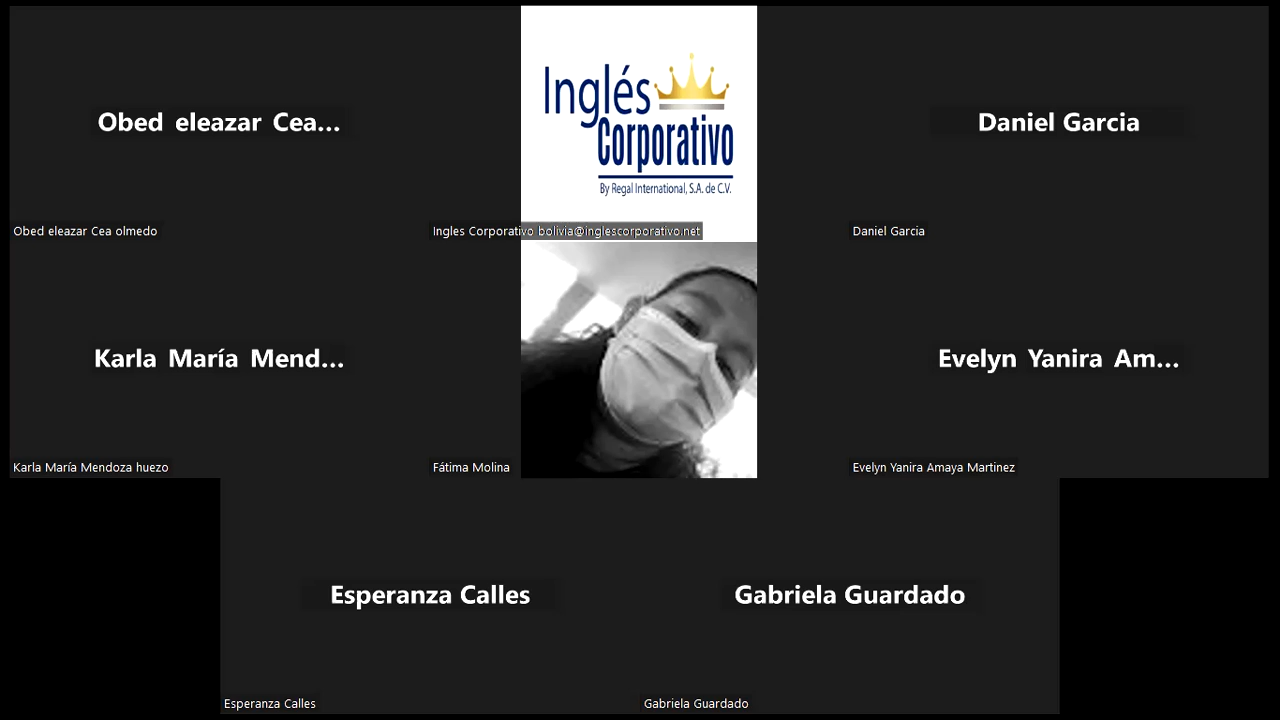 Obed eleazar Cea...
Inglés
Corporativo
By Regal International, S.A. de C.V.
Daniel Garcia
Obed eleazar Cea olmedo
Ingles Corporativo bolivia@inglescorporativo.net
Daniel Garcia
Karla María Mend...
Evelyn Yanira Am...
Karla María Mendoza huezo
Fátima Molina
Evelyn Yanira Amaya Martinez
Esperanza Calles
Gabriela Guardado
Esperanza Calles
Gabriela Guardado